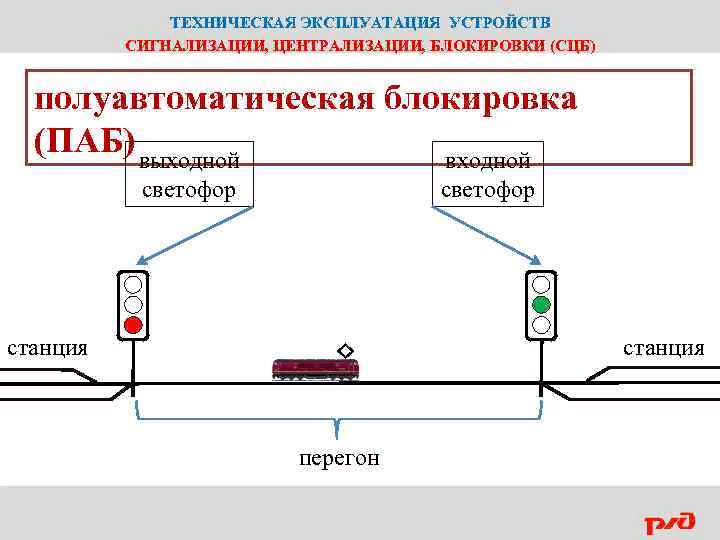 ТЕХНИЧЕСКАЯ ЭКСПЛУАТАЦИЯ УСТРОЙСТВ
СИГНАЛИЗАЦИИ, ЦЕНТРАЛИЗАЦИИ, БЛОКИРОВКИ (СЦБ)
полуавтоматическая блокировка
(ПАБ)
выходной
светофор
входной
светофор
станция
станция
перегон
ржд